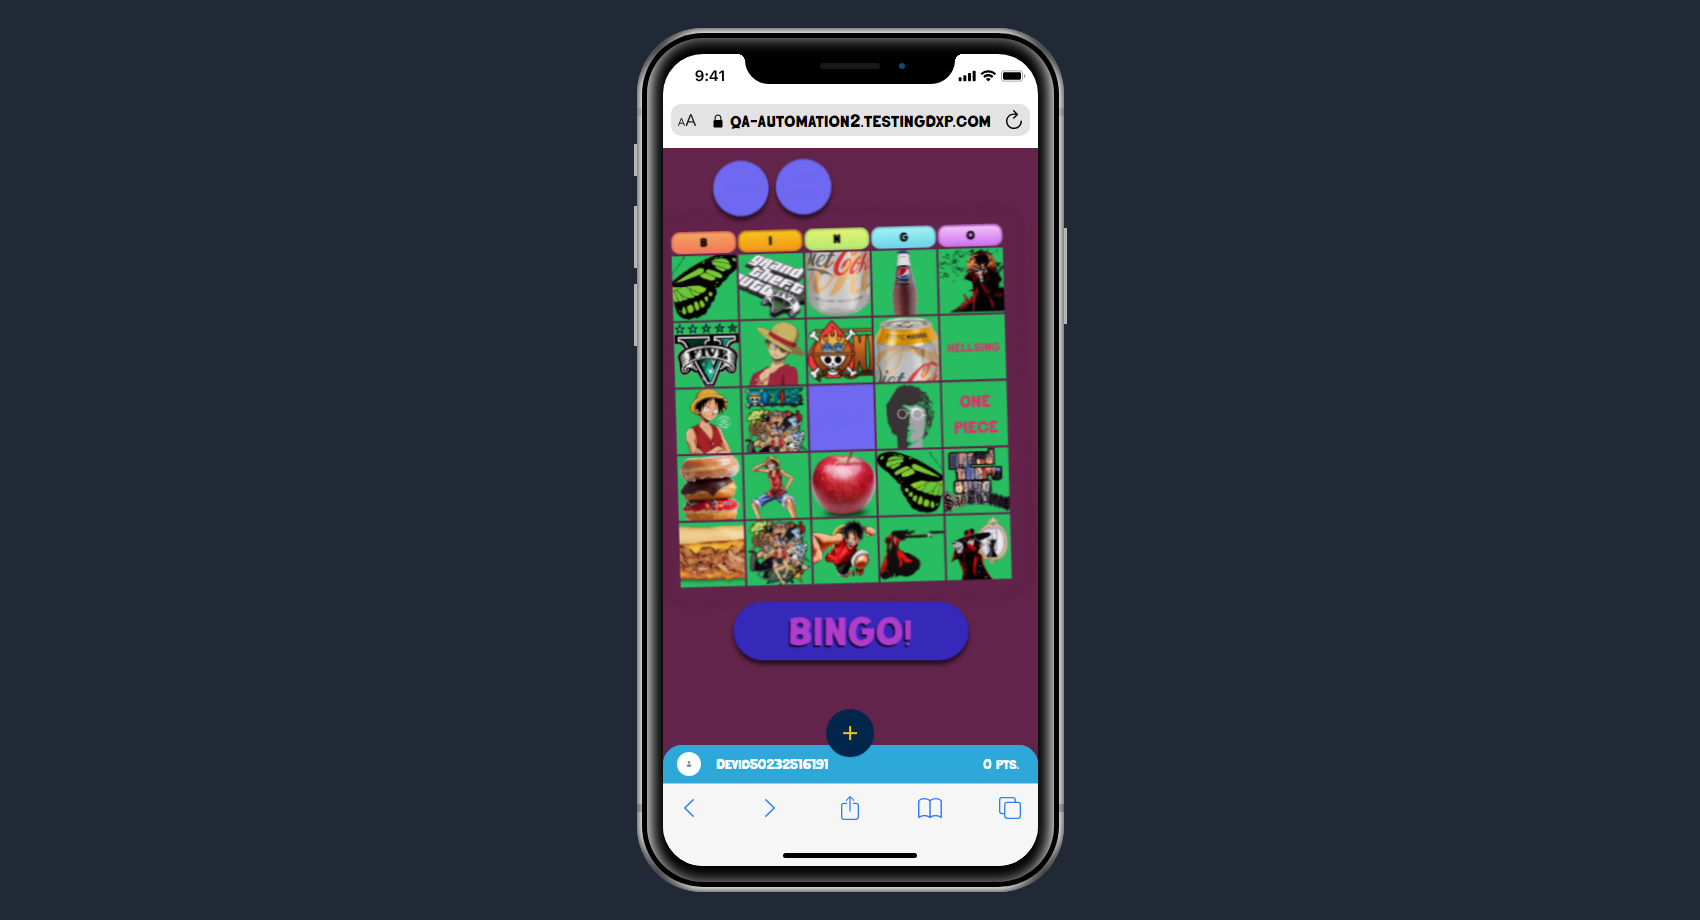 9:41
AA QA-AUTOMATION2.TESTINGDXP.COM
B I N G O
grand theft auto
Diet Coke
pepsi
FIVE
HELLSING
ONE
PIECE
BINGO!
+
DEVID50232516191 0 PTS.